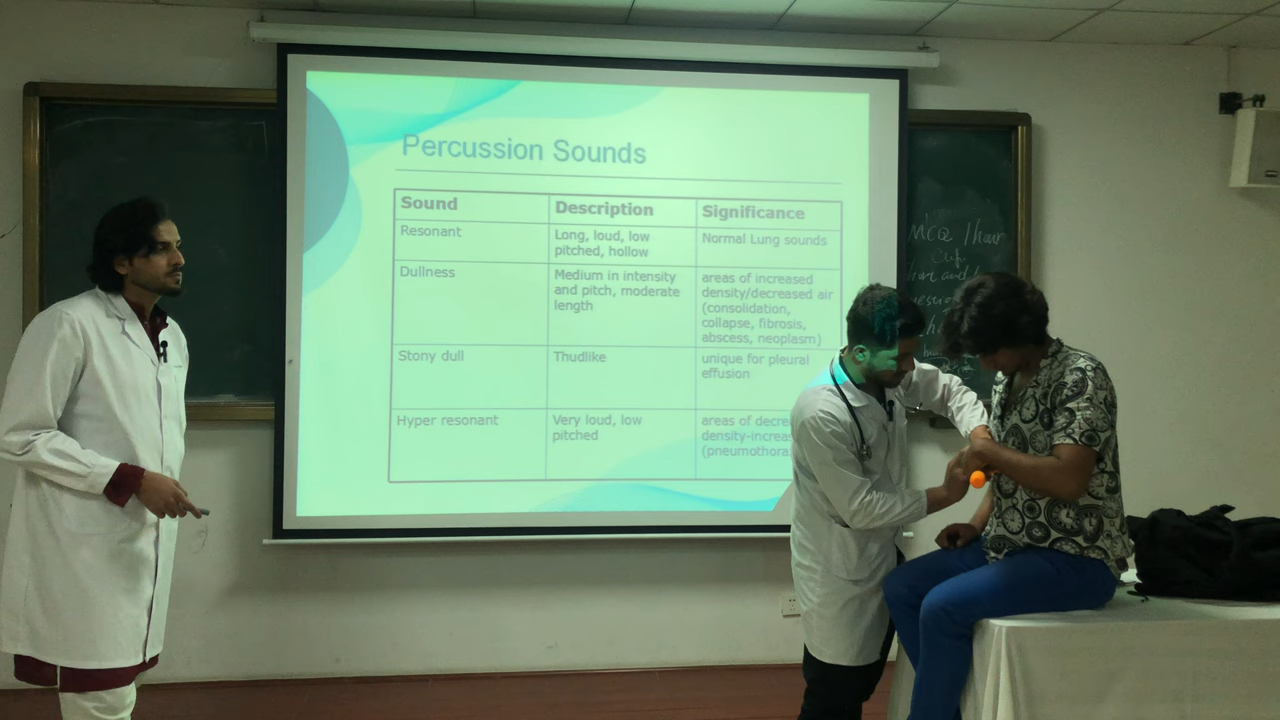 Percussion Sounds
Sound
Description
Significance
Resonant
Long, loud, low
pitched, hollow
Normal Lung sounds
Dullness
Medium in intensity
and pitch, moderate
length
areas of increased
density/decreased air
(consolidation,
collapse, fibrosis,
abscess, neoplasm)
Stony dull
Thudlike
unique for pleural
effusion
Hyper resonant
Very loud, low
pitched
areas of
MCQ 1 hour